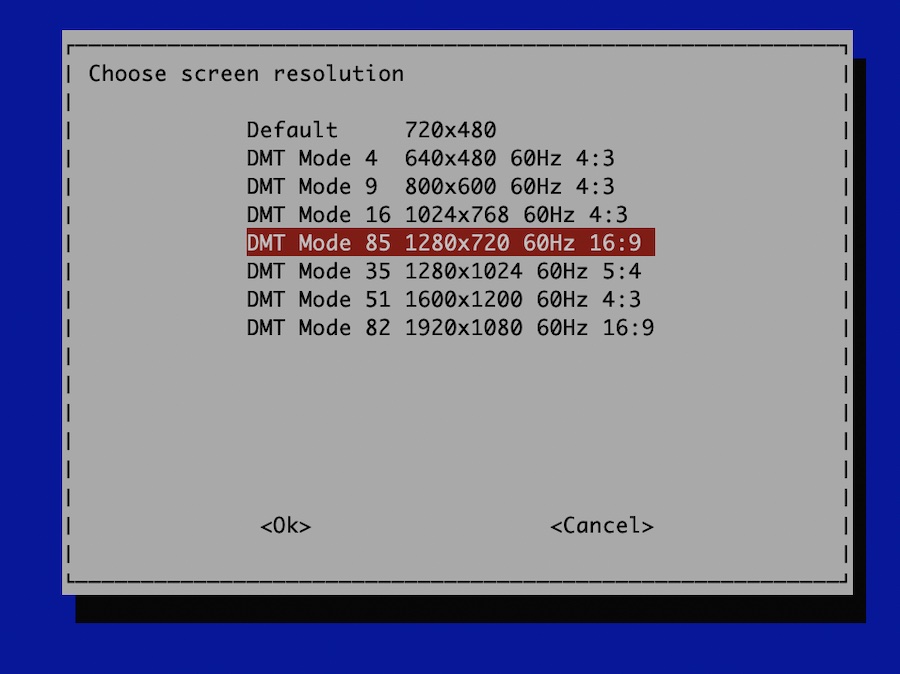 Choose screen resolution
Default 720x480
DMT Mode 4 640x480 60Hz 4:3
DMT Mode 9 800x600 60Hz 4:3
DMT Mode 16 1024x768 60Hz 4:3
DMT Mode 85 1280x720 60Hz 16:9
DMT Mode 35 1280x1024 60Hz 5:4
DMT Mode 51 1600x1200 60Hz 4:3
DMT Mode 82 1920x1080 60Hz 16:9
<Ok> <Cancel>